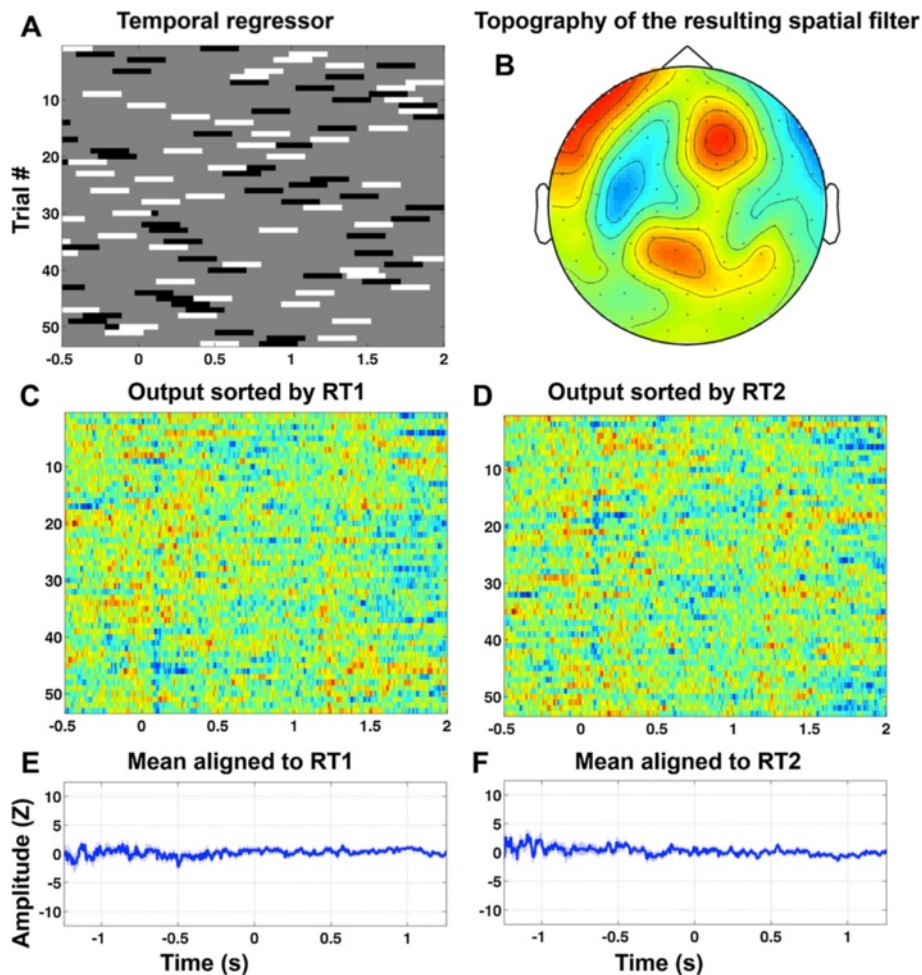 A Temporal regressor
Topography of the resulting spatial filter
B
Trial #
10
20
30
40
50
-0.5 0 0.5 1 1.5 2
C Output sorted by RT1
10
20
30
40
50
-0.5 0 0.5 1 1.5 2
D Output sorted by RT2
10
20
30
40
50
-0.5 0 0.5 1 1.5 2
E Mean aligned to RT1
Amplitude (Z)
10
5
0
-5
-10
-1 -0.5 0 0.5 1
Time (s)
F Mean aligned to RT2
10
5
0
-5
-10
-1 -0.5 0 0.5 1
Time (s)